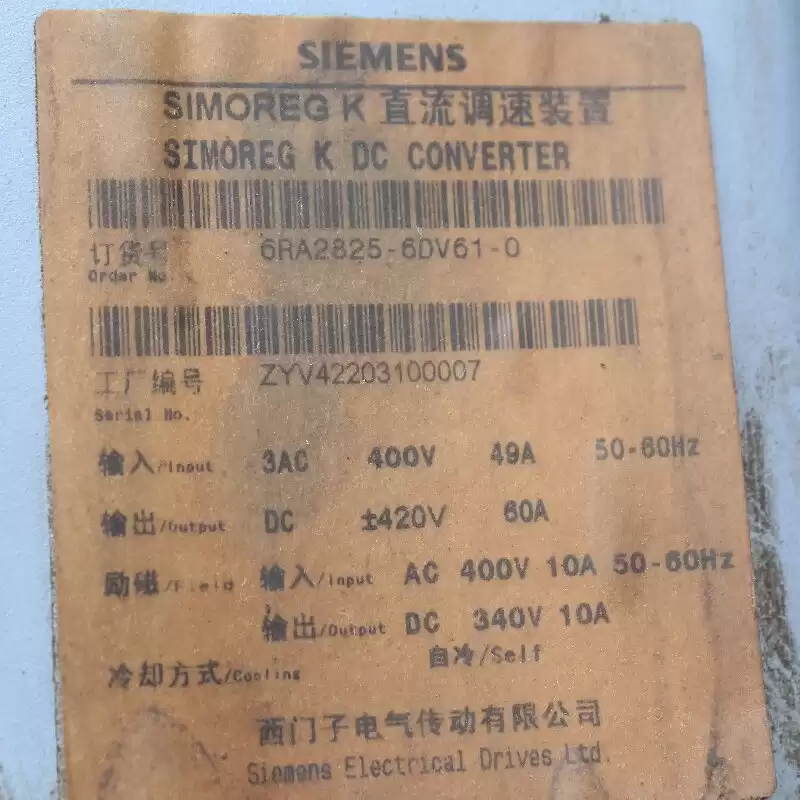 SIEMENS
SIMOREG K 直流调速装置
SIMOREG K DC CONVERTER
订货号 6RA2825-6DV61-0
Order No.
工厂编号 ZYV42203100007
Serial No.
输入/Input 3AC 400V 49A 50-60Hz
输出/Output DC ±420V 60A
励磁/Field 输入/Input AC 400V 10A 50-60Hz
输出/Output DC 340V 10A
冷却方式/Cooling 自冷/Self
西门子电气传动有限公司
Siemens Electrical Drives Ltd.